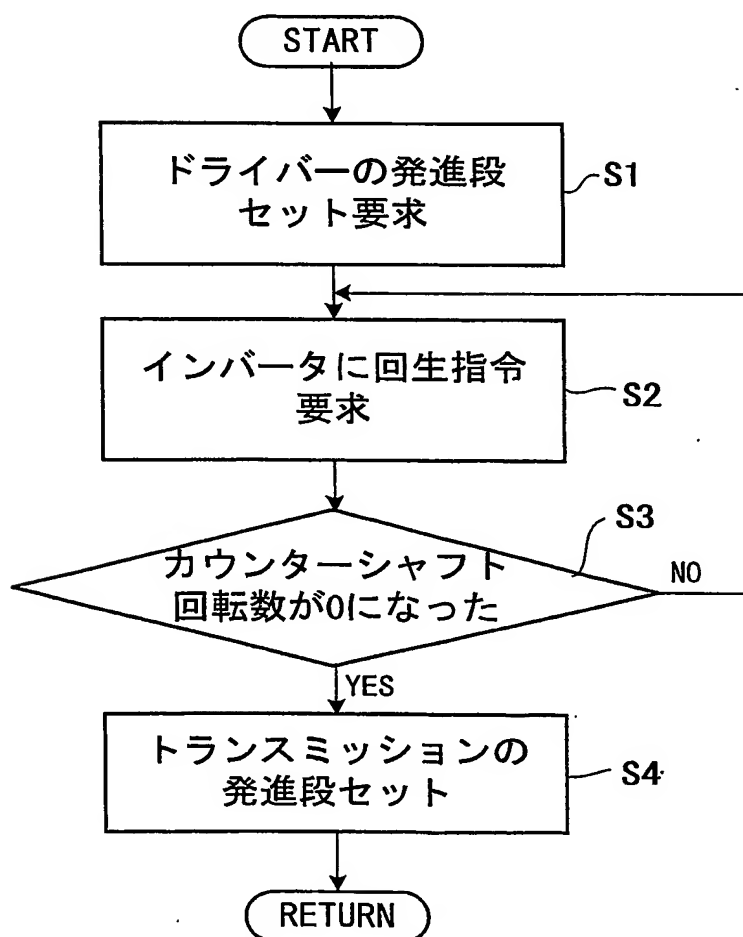 START
ドライバーの発進段
セット要求
S1
インバータに回生指令
要求
S2
カウンターシャフト
回転数が0になった
S3
NO
YES
トランスミッションの
発進段セット
S4
RETURN